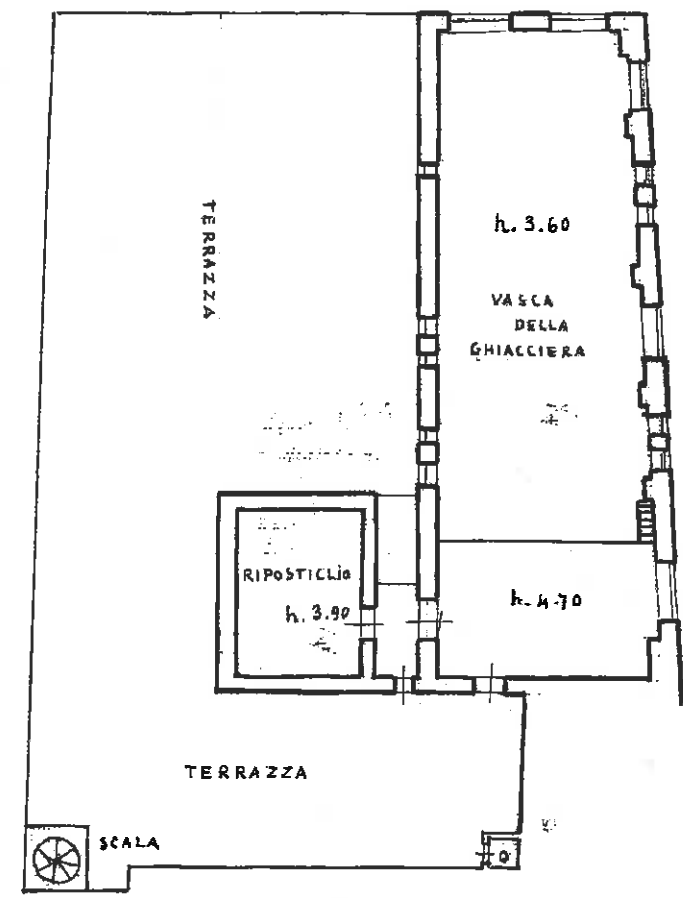 TERRAZZA
h. 3.60
VASCA
DELLA
GHIACCIERA
RIPOSTIGLIO
h. 3.90
h. 4.70
TERRAZZA
SCALA